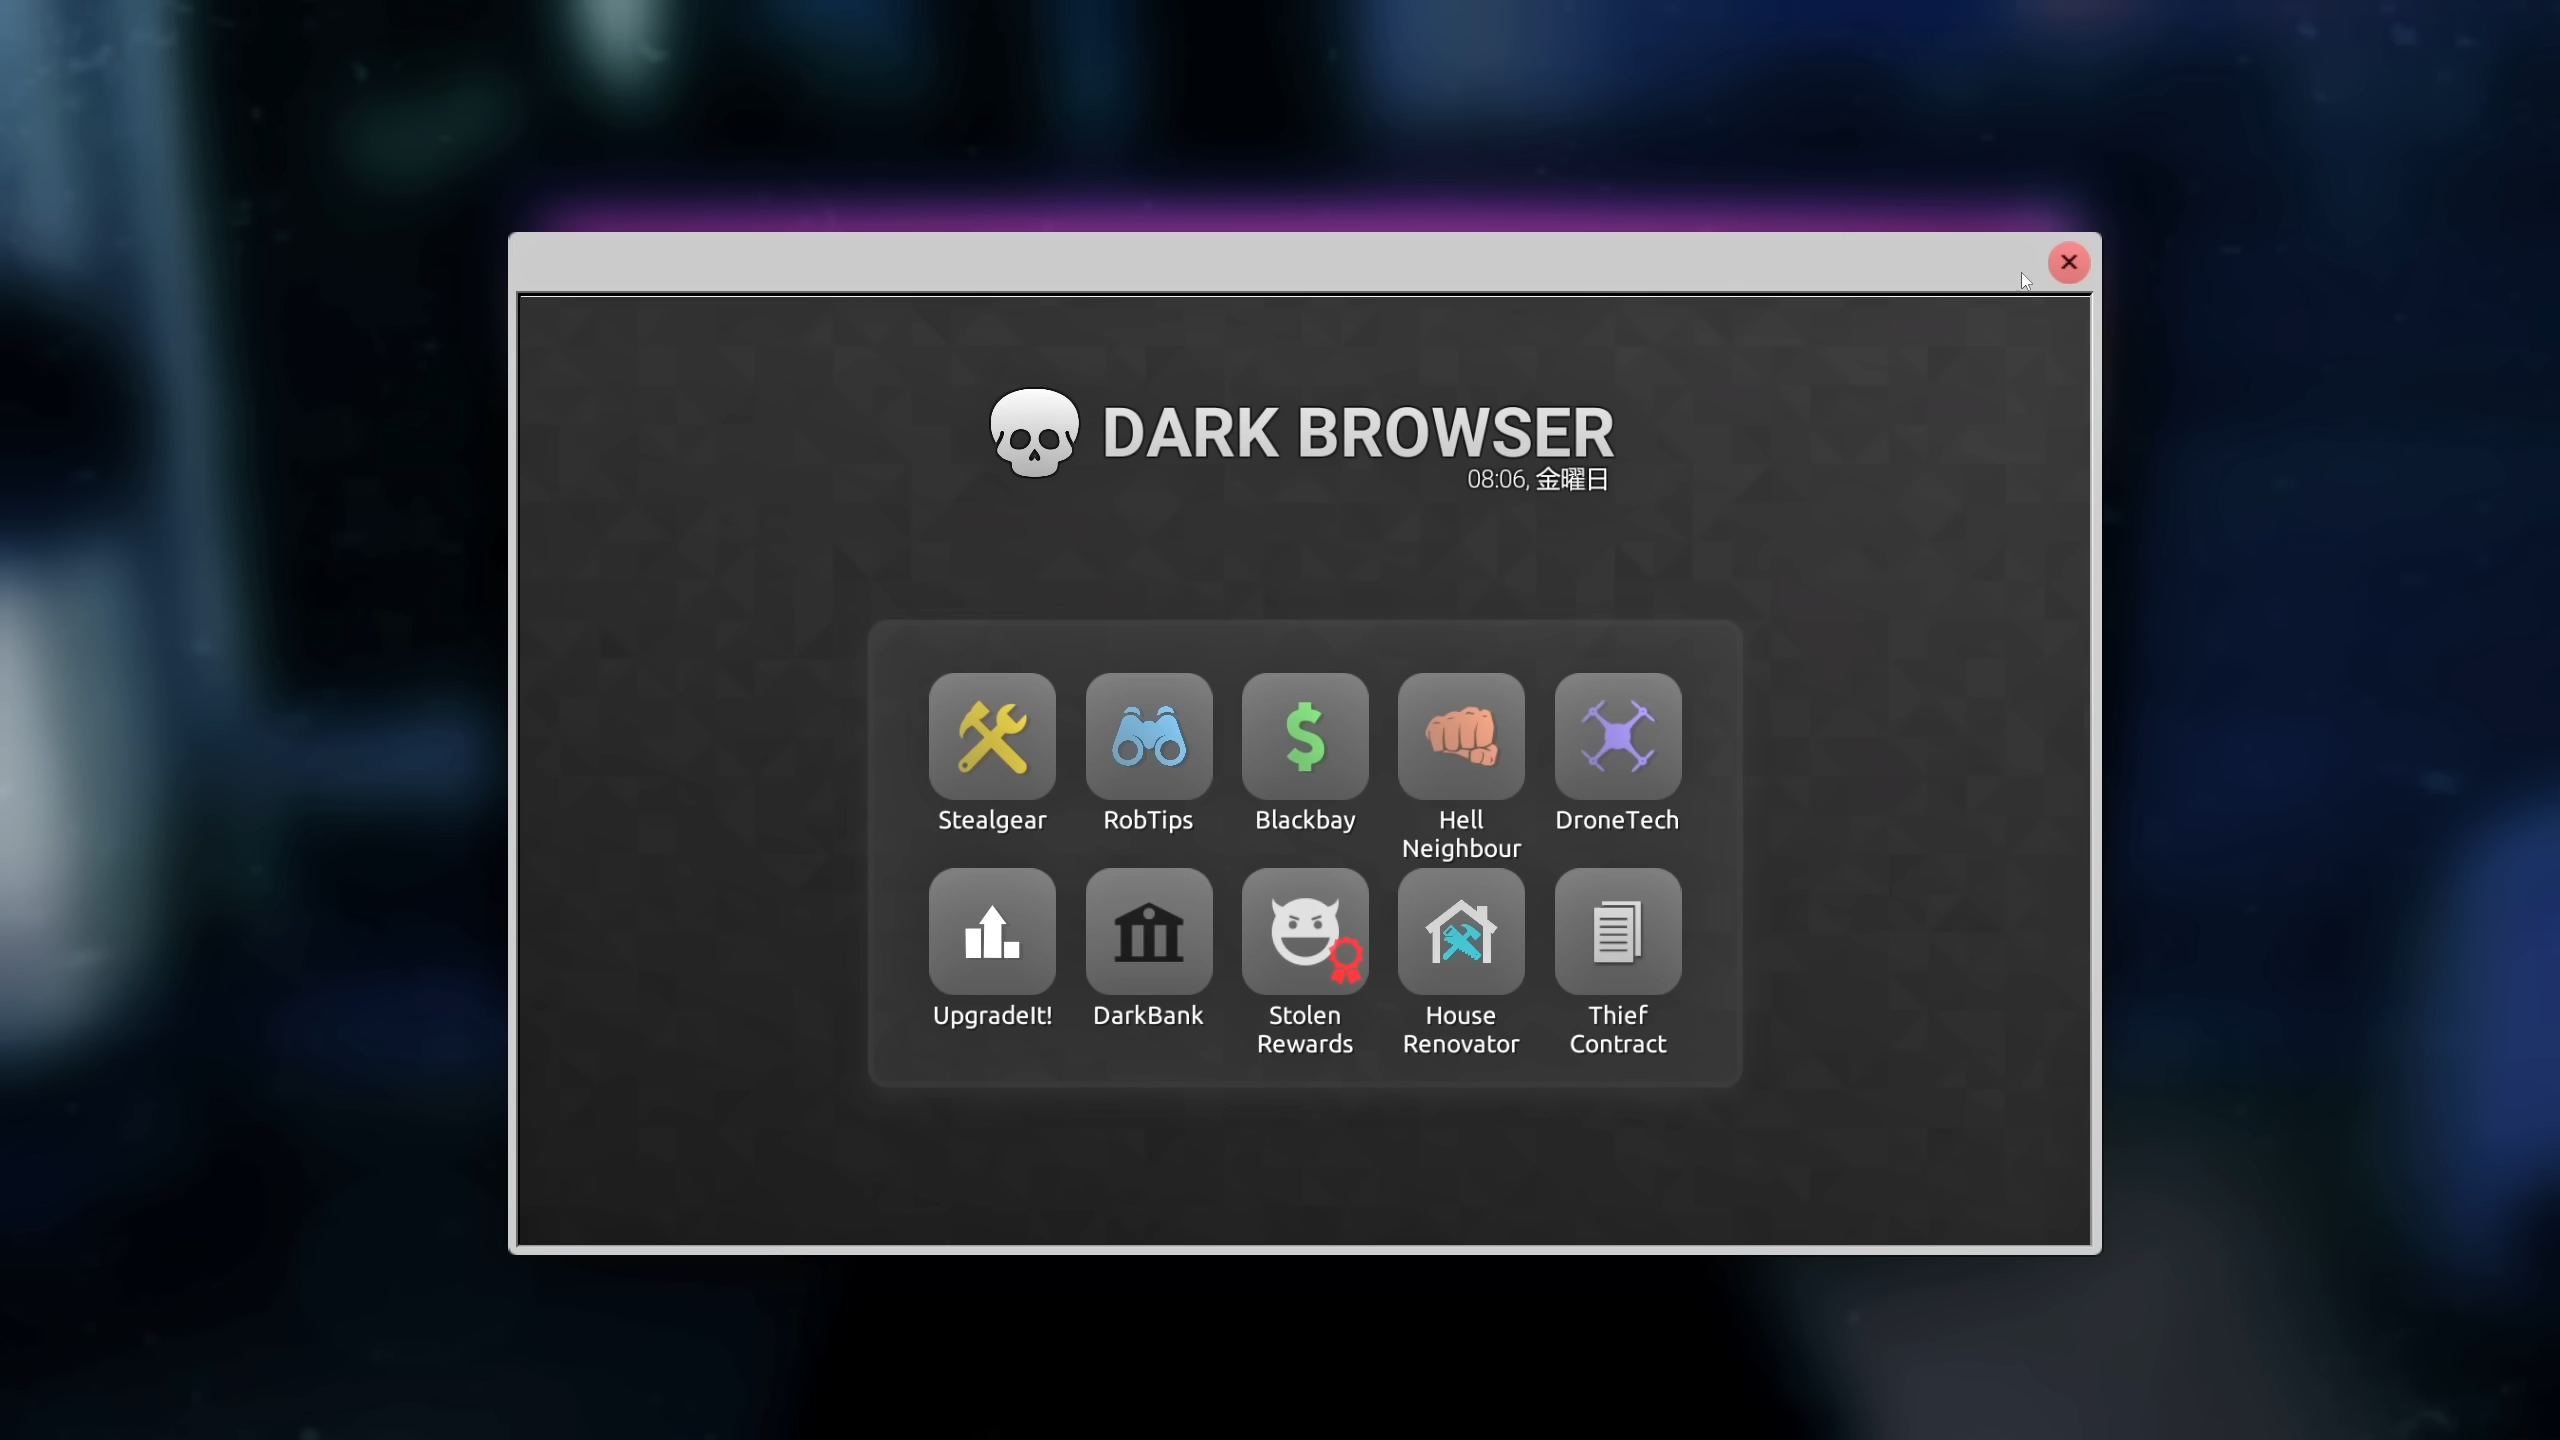 DARK BROWSER
08:06, 金曜日
Stealgear
RobTips
Blackbay
Hell
Neighbour
DroneTech
UpgradeIt!
DarkBank
Stolen
Rewards
House
Renovator
Thief
Contract